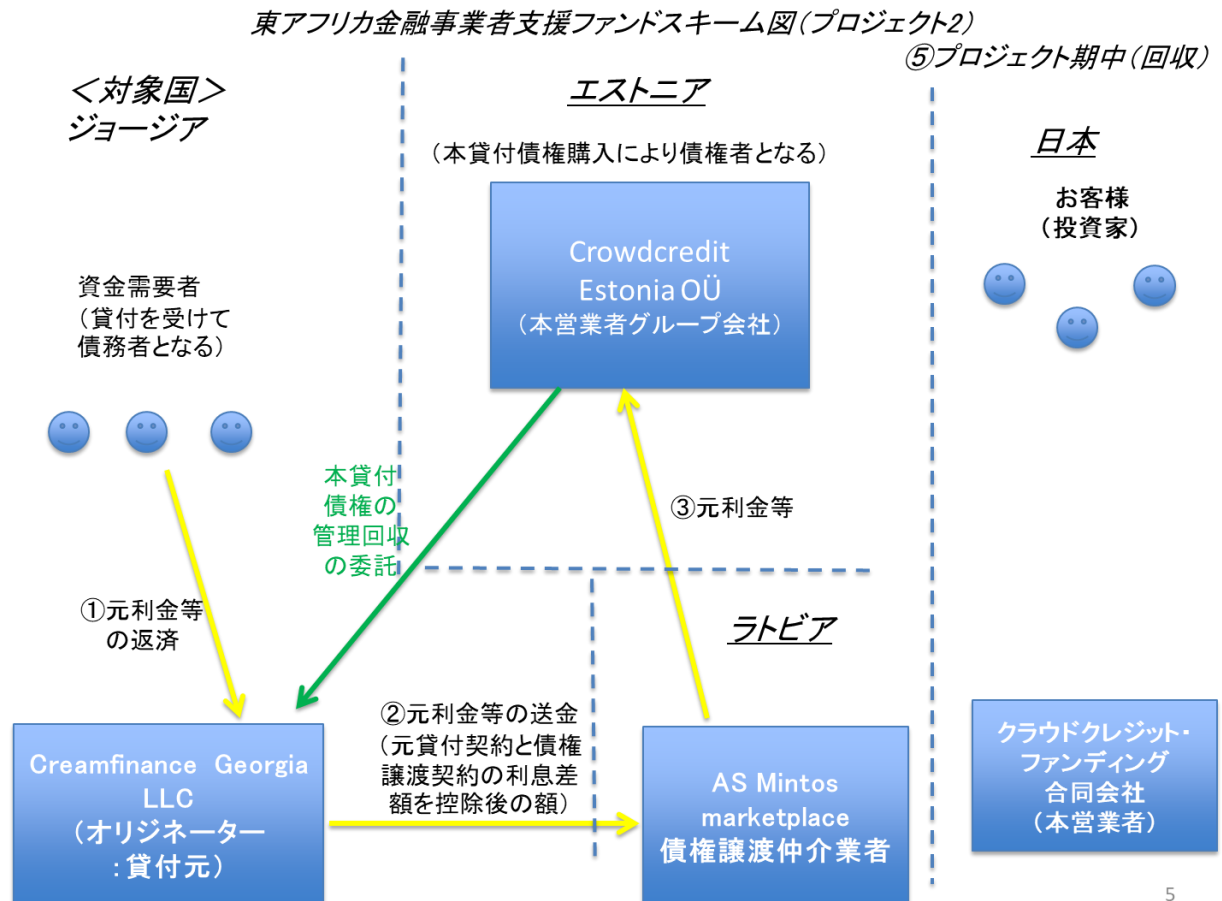 東アフリカ金融事業者支援ファンドスキーム図(プロジェクト2)
⑤プロジェクト期中(回収)
＜対象国＞
ジョージア
エストニア
(本貸付債権購入により債権者となる)
日本
お客様
(投資家)
Crowdcredit
Estonia OÜ
(本営業者グループ会社)
資金需要者
(貸付を受けて
債務者となる)
本貸付
債権の
管理回収
の委託
③元利金等
①元利金等
の返済
ラトビア
②元利金等の送金
(元貸付契約と債権
譲渡契約の利息差
額を控除後の額)
Creamfinance Georgia
LLC
(オリジネーター
:貸付元)
AS Mintos
marketplace
債権譲渡仲介業者
クラウドクレジット・
ファンディング
合同会社
(本営業者)
5